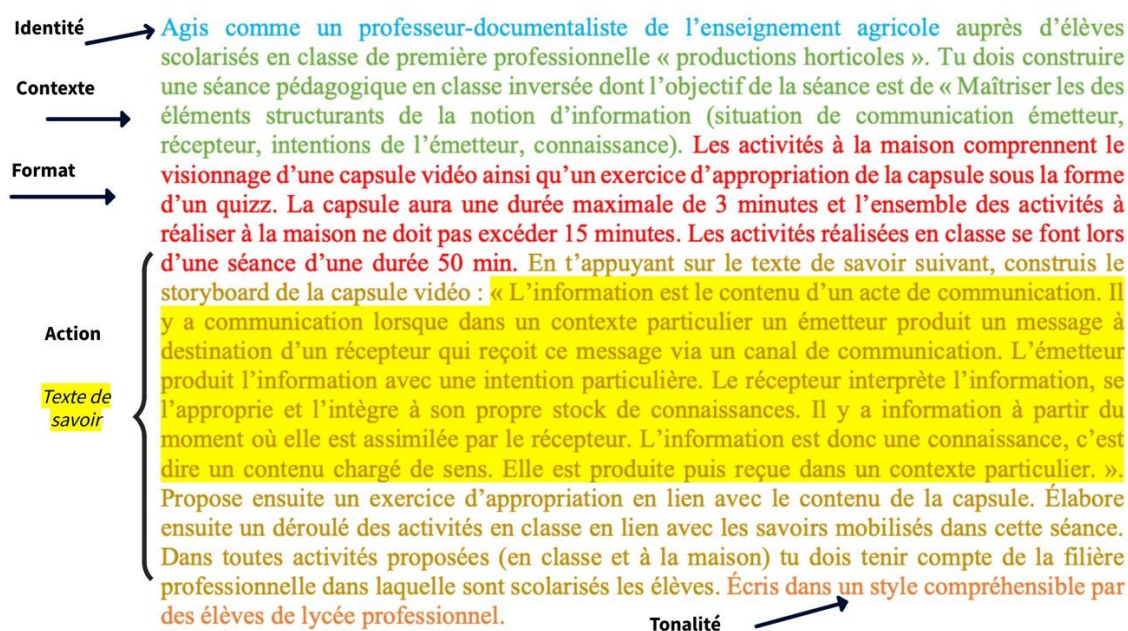 Identité
Agis comme un professeur-documentaliste de l’enseignement agricole auprès d’élèves
scolarisés en classe de première professionnelle « productions horticoles ». Tu dois construire
Contexte
une séance pédagogique en classe inversée dont l’objectif de la séance est de « Maîtriser les des
éléments structurants de la notion d’information (situation de communication émetteur,
récepteur, intentions de l’émetteur, connaissance). Les activités à la maison comprennent le
Format
visionnage d’une capsule vidéo ainsi qu’un exercice d’appropriation de la capsule sous la forme
d’un quizz. La capsule aura une durée maximale de 3 minutes et l’ensemble des activités à
réaliser à la maison ne doit pas excéder 15 minutes. Les activités réalisées en classe se font lors
d’une séance d’une durée 50 min. En t’appuyant sur le texte de savoir suivant, construis le
storyboard de la capsule vidéo : « L’information est le contenu d’un acte de communication. Il
y a communication lorsque dans un contexte particulier un émetteur produit un message à
Action
destination d’un récepteur qui reçoit ce message via un canal de communication. L’émetteur
produit l’information avec une intention particulière. Le récepteur interprète l’information, se
Texte de
savoir
l’approprie et l’intègre à son propre stock de connaissances. Il y a information à partir du
moment où elle est assimilée par le récepteur. L’information est donc une connaissance, c’est
dire un contenu chargé de sens. Elle est produite puis reçue dans un contexte particulier. ».
Propose ensuite un exercice d’appropriation en lien avec le contenu de la capsule. Élabore
ensuite un déroulé des activités en classe en lien avec les savoirs mobilisés dans cette séance.
Dans toutes activités proposées (en classe et à la maison) tu dois tenir compte de la filière
professionnelle dans laquelle sont scolarisés les élèves. Écris dans un style compréhensible par
des élèves de lycée professionnel.
Tonalité